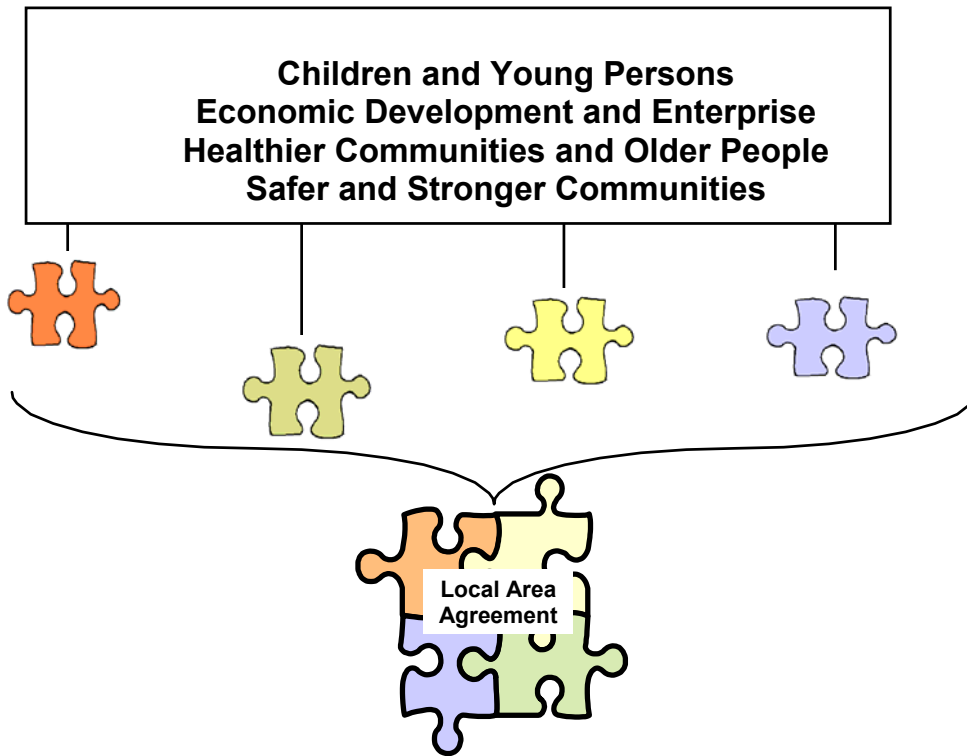 Children and Young Persons
Economic Development and Enterprise
Healthier Communities and Older People
Safer and Stronger Communities
Local Area
Agreement